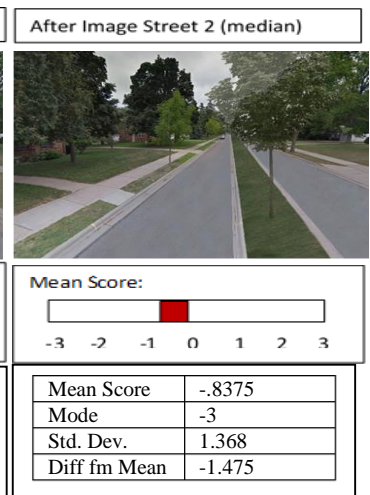 After Image Street 2 (median)
Mean Score:
-3 -2 -1 0 1 2 3
Mean Score -.8375
Mode -3
Std. Dev. 1.368
Diff fm Mean -1.475